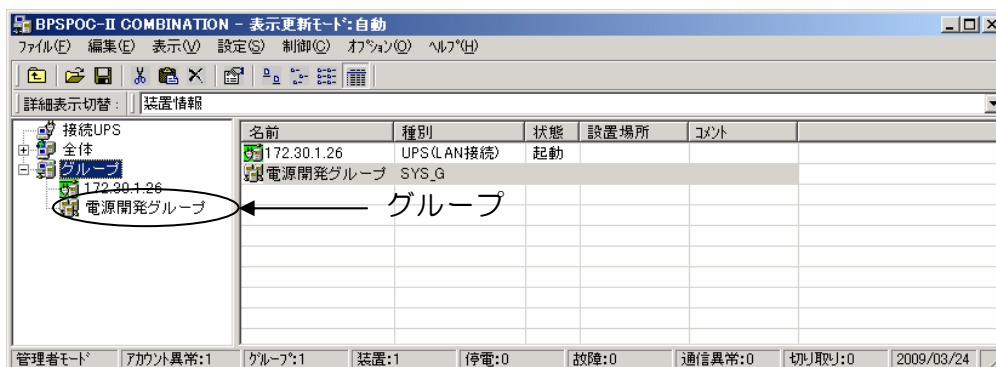 BPSPOC-II COMBINATION - 表示更新ﾓｰﾄﾞ:自動
ﾌｧｲﾙ(F) 編集(E) 表示(V) 設定(S) 制御(C) ｵﾌﾟｼｮﾝ(O) ﾍﾙﾌﾟ(H)
詳細表示切替: 装置情報
接続UPS
全体
グループ
172.30.1.26
電源開発グループ
名前 種別 状態 設置場所 ｺﾒﾝﾄ
172.30.1.26 UPS(LAN接続) 起動
電源開発グループ SYS_G
グループ
管理者ﾓｰﾄﾞ ｱｶｳﾝﾄ異常:1 ｸﾞﾙｰﾌﾟ:1 装置:1 停電:0 故障:0 通信異常:0 切り取り:0 2009/03/24